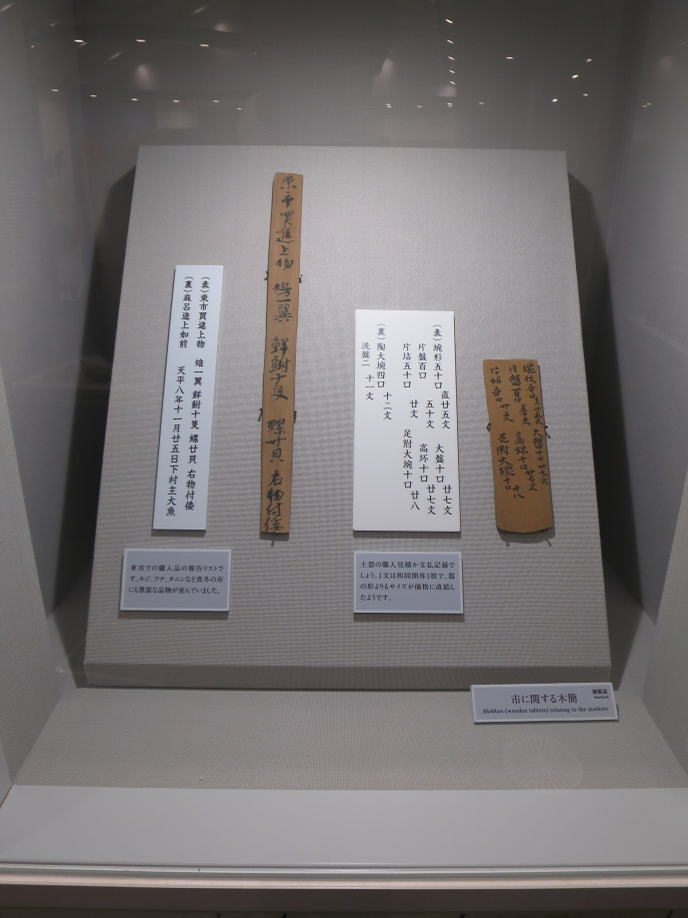 （表）東市買進上物　雉一翼　鮮鮒十隻　螺廿貝　右物付倭
（裏）麻呂進上如前　天平八年十一月廿五日下村主大魚
東市買進上物　雉一翼　鮮鮒十隻　螺廿貝　右物付倭
東市での購入品の報告リストで
す。キジ、フナ、タニシなど真冬の市
にも豊富な品物が並んでいました。
（表）埦形五十口　直廿五文　大盤十口　廿七文
片盤百口　五十文　高坏十口　廿七文
片坫五十口　廿文　足附大埦十口　廿八
（裏）陶大埦四口　十二文
洗盤二　十一文
土器の購入見積か支払記録で
しょう。1文は和同開珎1枚で、器
の形よりもサイズが価格に直結し
たようです。
市に関する木簡
複製品
Replica
Mokkan (wooden tablets) relating to the markets